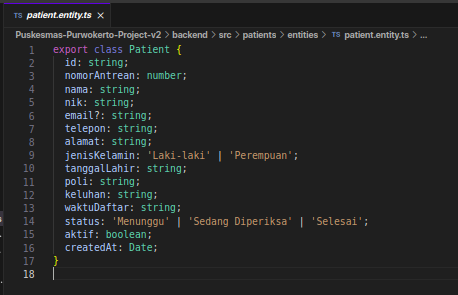 TS patient.entity.ts ×
Puskesmas-Purwokerto-Project-v2 > backend > src > patients > entities > TS patient.entity.ts > ...
1 export class Patient {
2 id: string;
3 nomorAntrean: number;
4 nama: string;
5 nik: string;
6 email?: string;
7 telepon: string;
8 alamat: string;
9 jenisKelamin: 'Laki-laki' | 'Perempuan';
10 tanggalLahir: string;
11 poli: string;
12 keluhan: string;
13 waktuDaftar: string;
14 status: 'Menunggu' | 'Sedang Diperiksa' | 'Selesai';
15 aktif: boolean;
16 createdAt: Date;
17 }
18